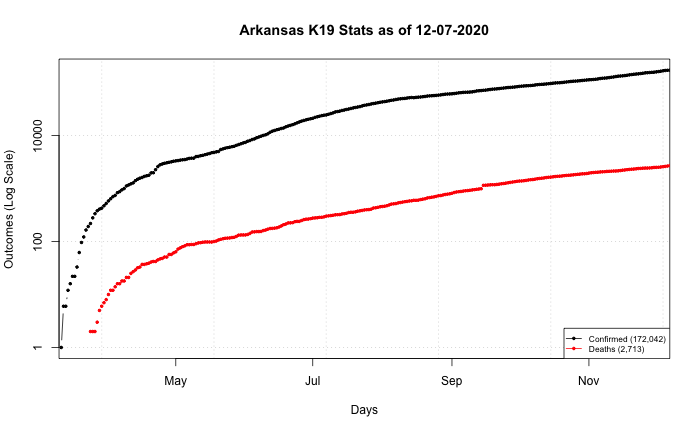 Arkansas K19 Stats as of 12-07-2020
Outcomes (Log Scale)
10000
100
1
May Jul Sep Nov
Days
Confirmed (172,042)
Deaths (2,713)